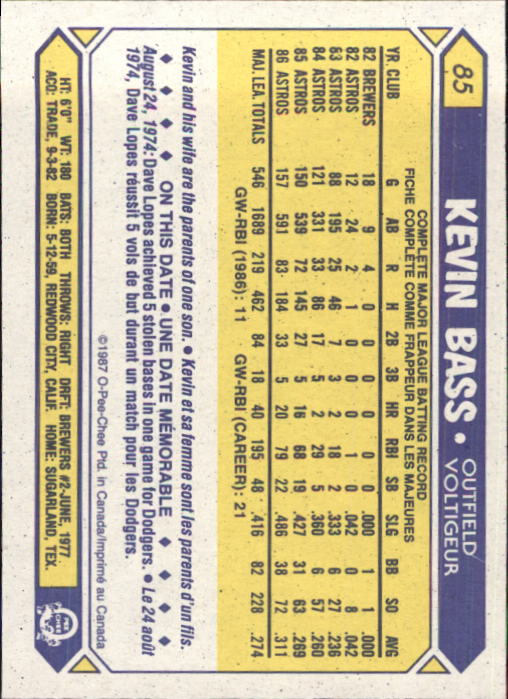 85
KEVIN BASS • OUTFIELD
VOLTIGEUR
COMPLETE MAJOR LEAGUE BATTING RECORD
FICHE COMPLÈTE COMME FRAPPEUR DANS LES MAJEURES
YR. CLUB G AB R H 2B 3B HR RBI SB SLG BB SO AVG
82 BREWERS 18 9 4 0 0 0 0 0 0 .000 1 1 .000
82 ASTROS 12 24 2 1 0 0 0 1 0 .042 0 8 .042
83 ASTROS 88 195 25 46 7 3 2 18 2 .333 6 27 .236
84 ASTROS 121 331 33 86 17 5 2 29 5 .360 6 57 .260
85 ASTROS 150 539 72 145 27 5 16 68 19 .427 31 63 .269
86 ASTROS 157 591 83 184 33 5 20 79 22 .486 38 72 .311
MAJ. LEA. TOTALS 546 1689 219 462 84 18 40 195 48 .416 82 228 .274
GW-RBI (1986): 11 GW-RBI (CAREER): 21
Kevin and his wife are the parents of one son. • Kevin et sa femme sont les parents d'un fils.
♦ ♦ ♦ ♦ ON THIS DATE • UNE DATE MÉMORABLE ♦ ♦ ♦ ♦
August 24, 1974: Dave Lopes achieved 5 stolen bases in one game for Dodgers. • Le 24 août
1974, Dave Lopes réussit 5 vols de but durant un match pour les Dodgers.
©1987 O-Pee-Chee Ptd. in Canada/Imprimé au Canada
HT: 6'0" WT: 180 BATS: BOTH THROWS: RIGHT DRFT: BREWERS #2-JUNE, 1977
ACQ: TRADE, 9-3-82 BORN: 5-12-59, REDWOOD CITY, CALIF. HOME: SUGARLAND, TEX.
O
PEE
CHEE